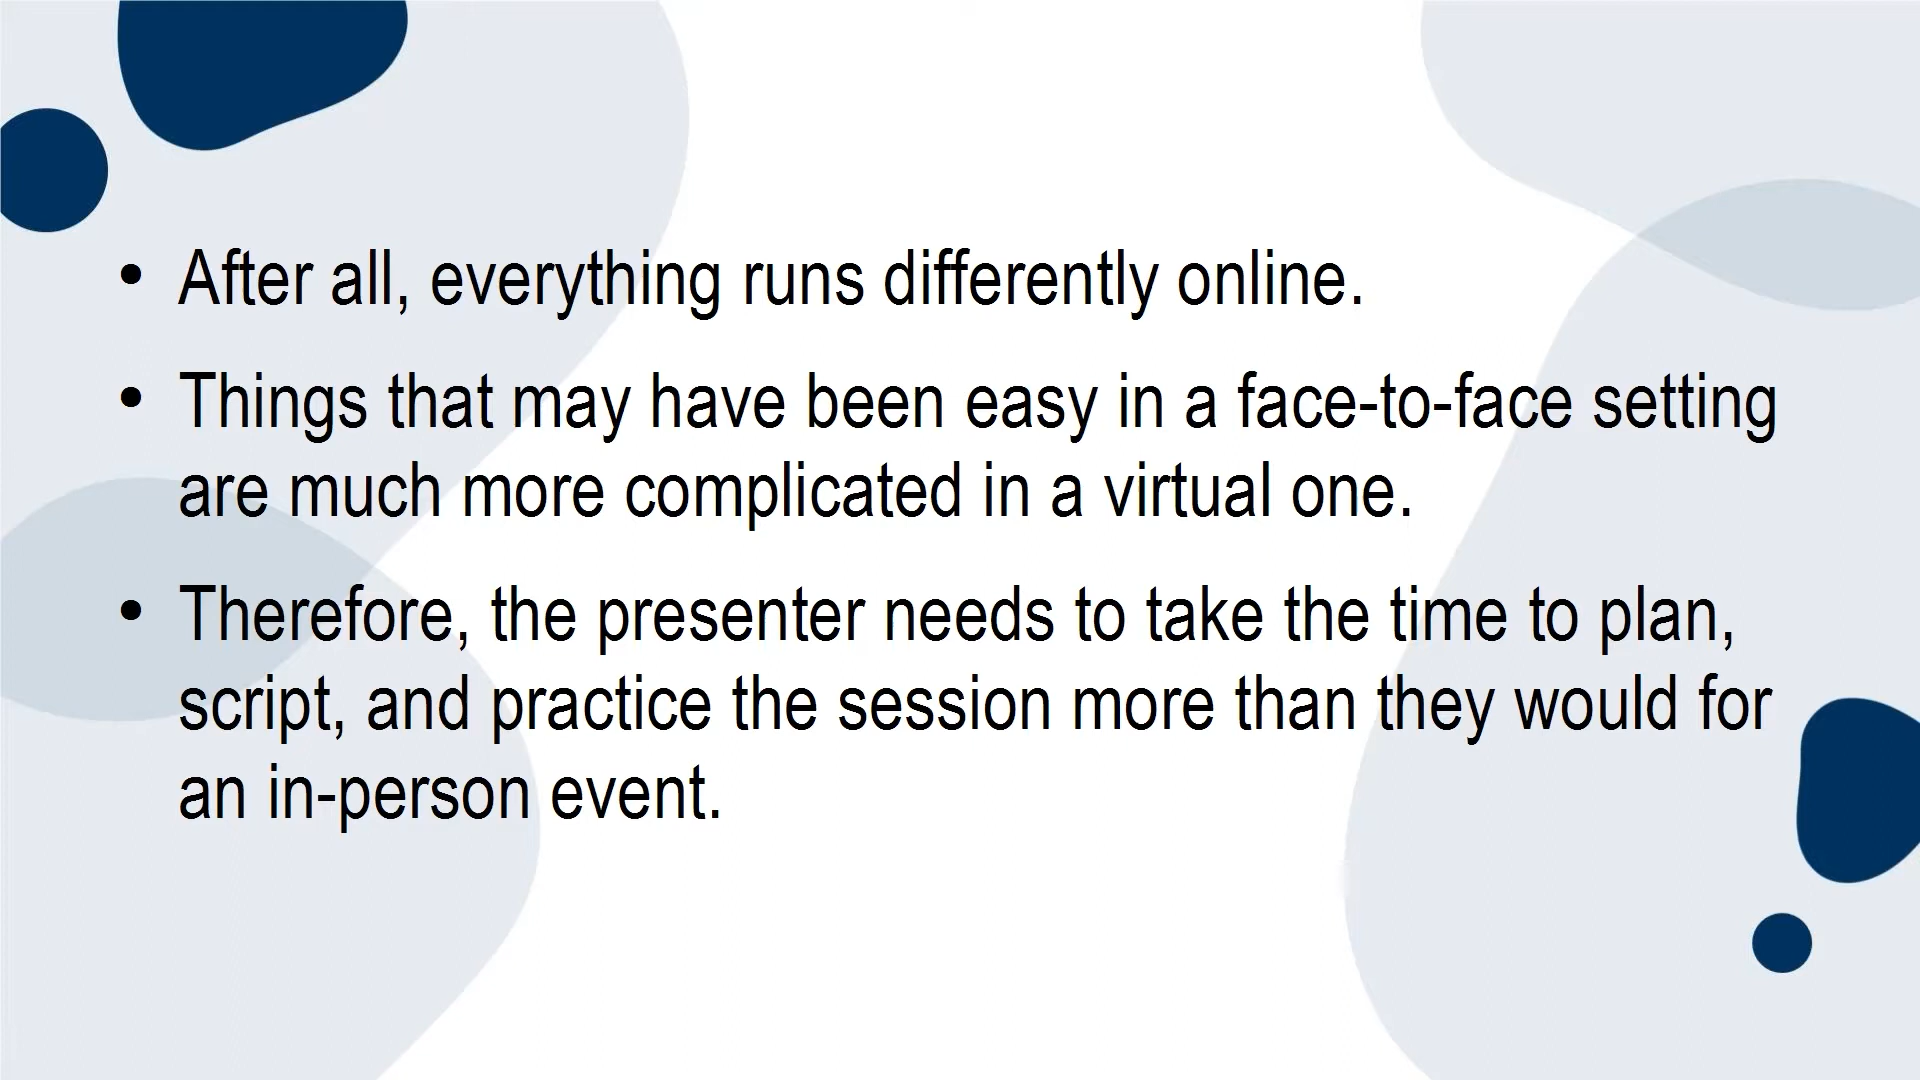 • After all, everything runs differently online.
• Things that may have been easy in a face-to-face setting
are much more complicated in a virtual one.
• Therefore, the presenter needs to take the time to plan,
script, and practice the session more than they would for
an in-person event.